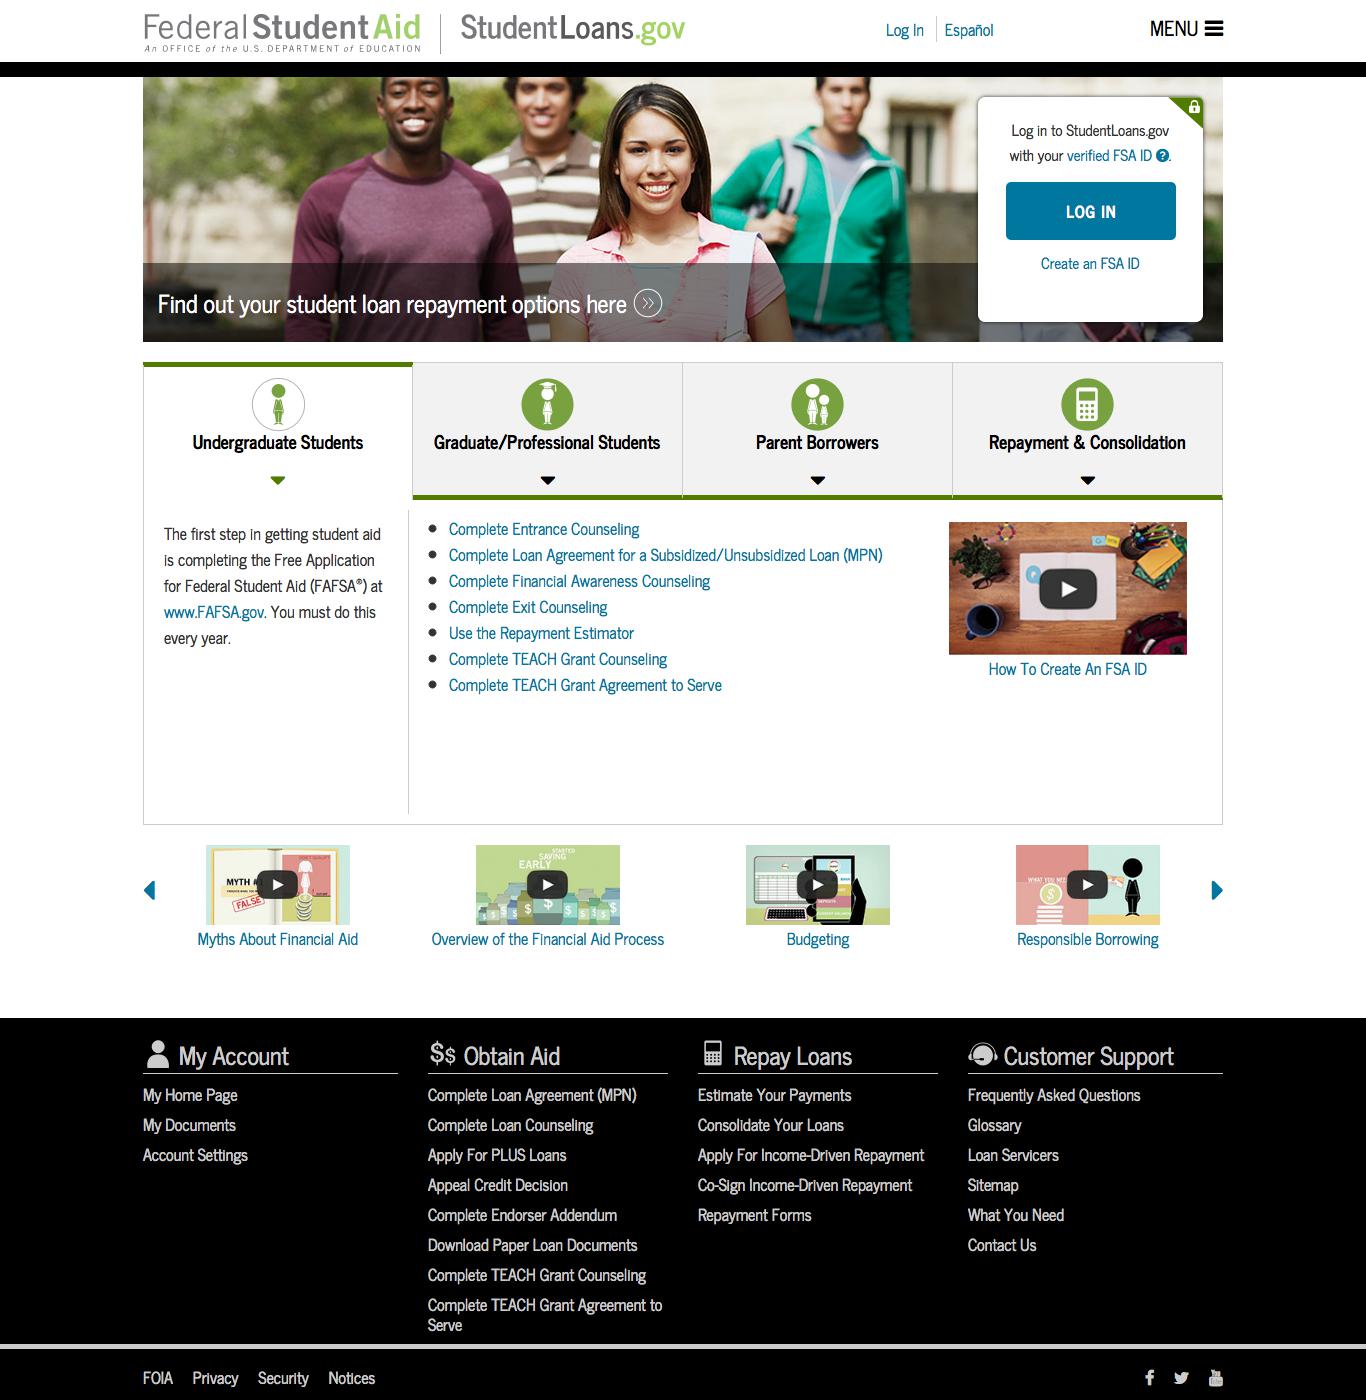 Federal Student Aid
An OFFICE of the U.S. DEPARTMENT of EDUCATION
StudentLoans.gov
Log In
Español
MENU
Log in to StudentLoans.gov
with your verified FSA ID ?.
LOG IN
Create an FSA ID
Find out your student loan repayment options here
Undergraduate Students
Graduate/Professional Students
Parent Borrowers
Repayment & Consolidation
The first step in getting student aid
is completing the Free Application
for Federal Student Aid (FAFSA®) at
www.FAFSA.gov. You must do this
every year.
Complete Entrance Counseling
Complete Loan Agreement for a Subsidized/Unsubsidized Loan (MPN)
Complete Financial Awareness Counseling
Complete Exit Counseling
Use the Repayment Estimator
Complete TEACH Grant Counseling
Complete TEACH Grant Agreement to Serve
How To Create An FSA ID
MYTH #
FALSE
Myths About Financial Aid
STARTED
SAVING
EARLY
Overview of the Financial Aid Process
Budgeting
WHAT YOU NEED
Responsible Borrowing
My Account
My Home Page
My Documents
Account Settings
$$ Obtain Aid
Complete Loan Agreement (MPN)
Complete Loan Counseling
Apply For PLUS Loans
Appeal Credit Decision
Complete Endorser Addendum
Download Paper Loan Documents
Complete TEACH Grant Counseling
Complete TEACH Grant Agreement to
Serve
Repay Loans
Estimate Your Payments
Consolidate Your Loans
Apply For Income-Driven Repayment
Co-Sign Income-Driven Repayment
Repayment Forms
Customer Support
Frequently Asked Questions
Glossary
Loan Servicers
Sitemap
What You Need
Contact Us
FOIA
Privacy
Security
Notices